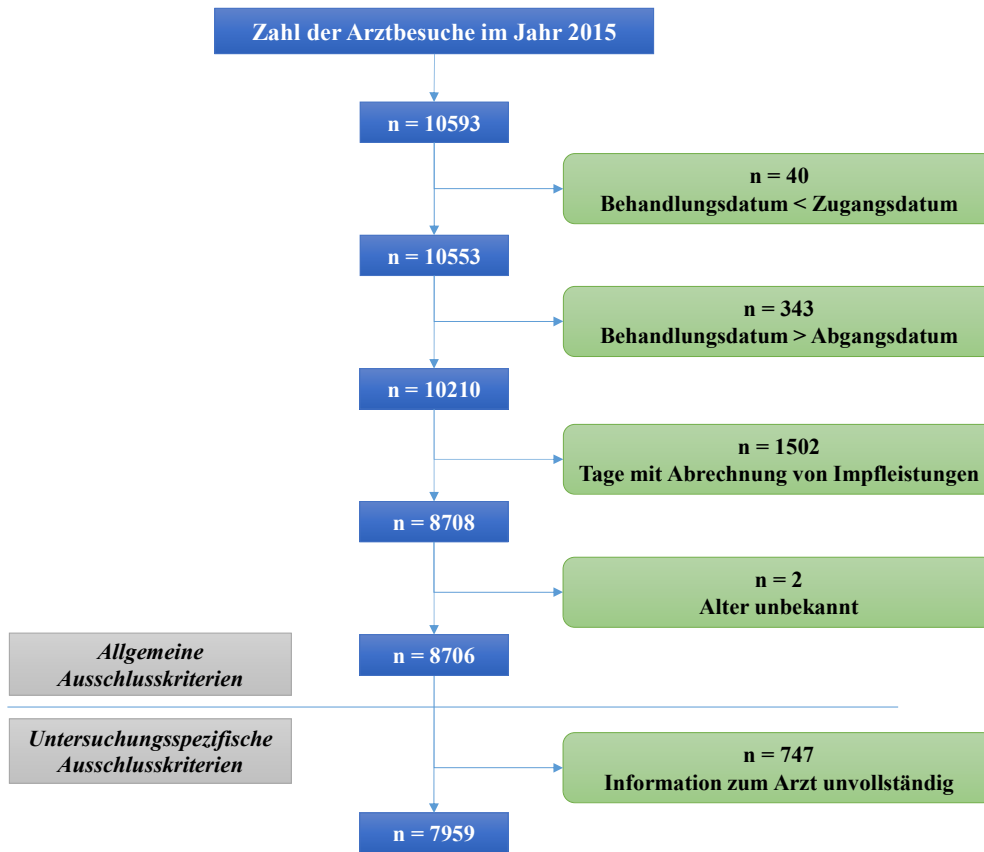 Zahl der Arztbesuche im Jahr 2015
n = 10593
n = 40
Behandlungsdatum < Zugangsdatum
n = 10553
n = 343
Behandlungsdatum > Abgangsdatum
n = 10210
n = 1502
Tage mit Abrechnung von Impfleistungen
n = 8708
n = 2
Alter unbekannt
n = 8706
Allgemeine
Ausschlusskriterien
Untersuchungsspezifische
Ausschlusskriterien
n = 747
Information zum Arzt unvollständig
n = 7959